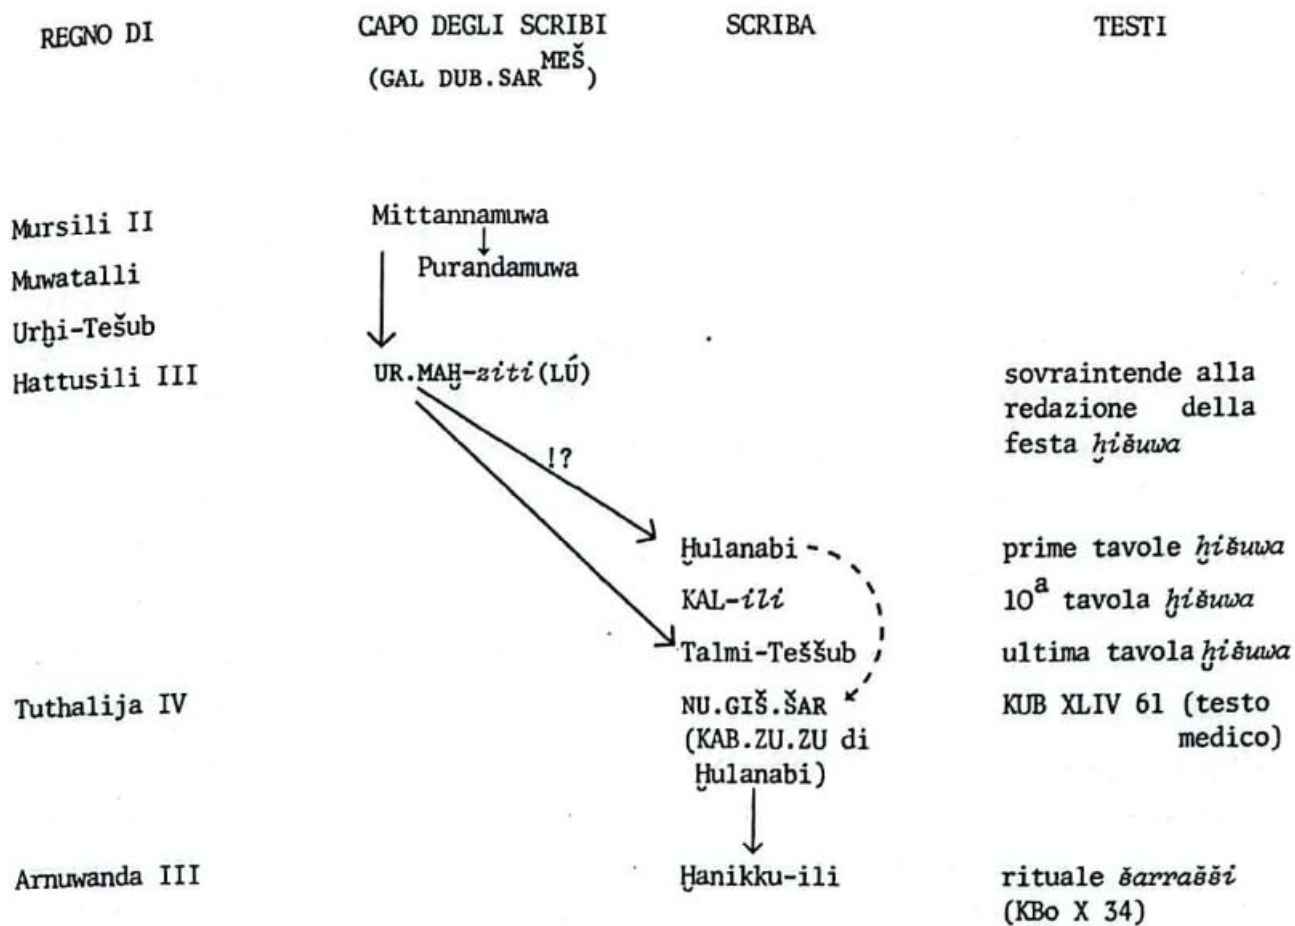 REGNO DI CAPO DEGLI SCRIBI SCRIBA TESTI
(GAL DUB.SAR^MEŠ)
Mursili II Mittannamuwa
Muwatalli Purandamuwa
Urḫi-Tešub
Hattusili III UR.MAḪ-ziti(LÚ) sovraintende alla
redazione della
festa ḫišuwa
!?
Ḫulanabi prime tavole ḫišuwa
KAL-ili 10ª tavola ḫišuwa
Talmi-Teššub ultima tavola ḫišuwa
Tuthalija IV NU.GIŠ.ŠAR KUB XLIV 61 (testo
(KAB.ZU.ZU di medico)
Ḫulanabi)
Arnuwanda III Ḫanikku-ili rituale šarrašši
(KBo X 34)